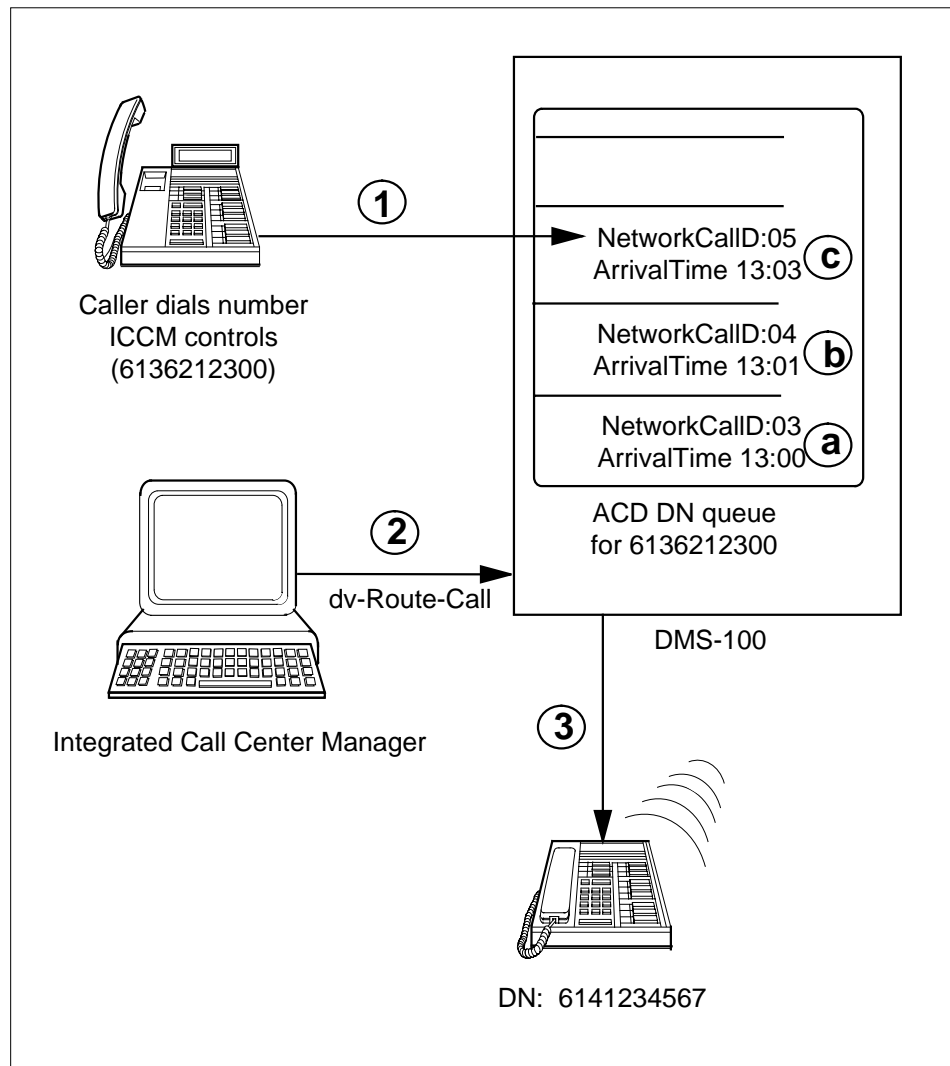 1
Caller dials number
ICCM controls
(6136212300)
NetworkCallD:05
ArrivalTime 13:03
c
NetworkCallD:04
ArrivalTime 13:01
b
NetworkCallD:03
ArrivalTime 13:00
a
ACD DN queue
for 6136212300
2
dv-Route-Call
DMS-100
Integrated Call Center Manager
3
DN: 6141234567